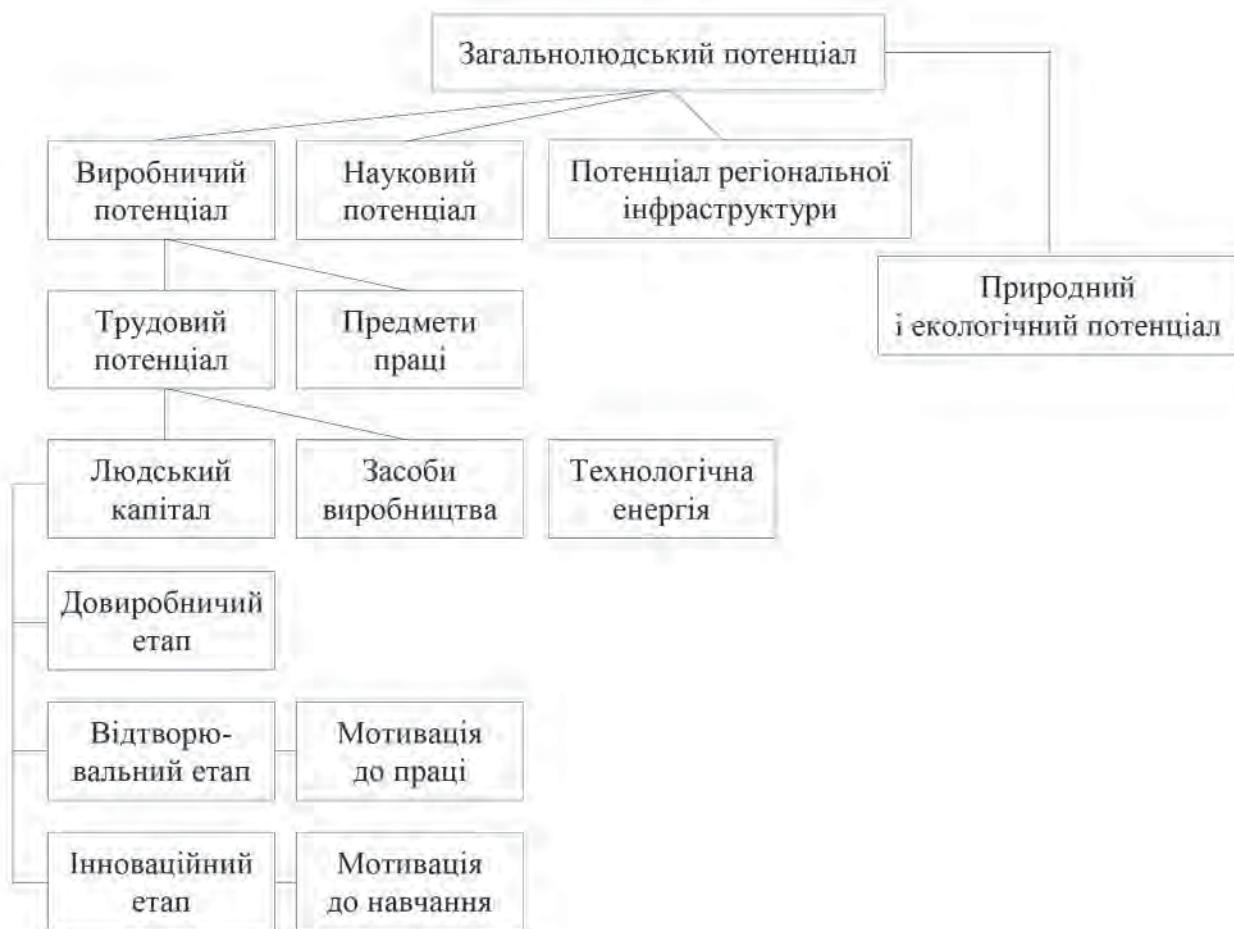 Загальнолюдський потенціал
Виробничий
потенціал
Науковий
потенціал
Потенціал регіональної
інфраструктури
Природний
і екологічний потенціал
Трудовий
потенціал
Предмети
праці
Людський
капітал
Засоби
виробництва
Технологічна
енергія
Довиробничий
етап
Відтворю-
вальний етап
Мотивація
до праці
Інноваційний
етап
Мотивація
до навчання